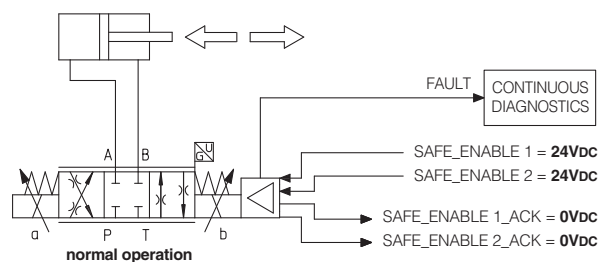 FAULT
CONTINUOUS
DIAGNOSTICS
A B
U
G
SAFE_ENABLE 1 = 24VDC
SAFE_ENABLE 2 = 24VDC
SAFE_ENABLE 1_ACK = 0VDC
SAFE_ENABLE 2_ACK = 0VDC
a P T b
normal operation